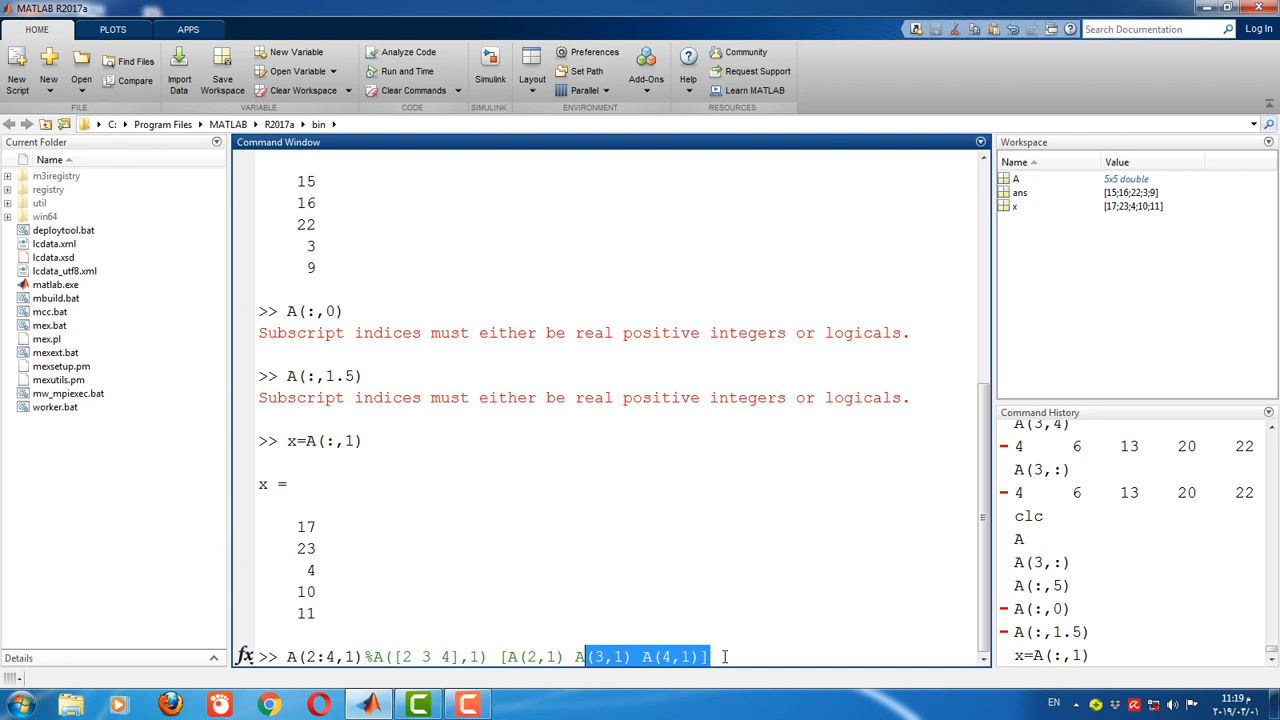 MATLAB R2017a
HOME PLOTS APPS
Search Documentation Log In
New Script
New
Open
Find Files
Compare
FILE
Import Data
Save Workspace
New Variable
Open Variable
Clear Workspace
VARIABLE
Analyze Code
Run and Time
Clear Commands
CODE
Simulink
SIMULINK
Layout
Preferences
Set Path
Parallel
Add-Ons
ENVIRONMENT
Help
Community
Request Support
Learn MATLAB
RESOURCES
C: Program Files MATLAB R2017a bin
Current Folder
Name
m3iregistry
registry
util
win64
deploytool.bat
lcdata.xml
lcdata.xsd
lcdata_utf8.xml
matlab.exe
mbuild.bat
mcc.bat
mex.bat
mex.pl
mexext.bat
mexsetup.pm
mexutils.pm
mw_mpiexec.bat
worker.bat
Details
Command Window
15
16
22
3
9
>> A(:,0)
Subscript indices must either be real positive integers or logicals.
>> A(:,1.5)
Subscript indices must either be real positive integers or logicals.
>> x=A(:,1)
x =
17
23
4
10
11
fx >> A(2:4,1)%A([2 3 4],1) [A(2,1) A(3,1) A(4,1)]
Workspace
Name Value
A 5x5 double
ans [15;16;22;3;9]
x [17;23;4;10;11]
Command History
A(3,4)
4 6 13 20 22
A(3,:)
4 6 13 20 22
clc
A
A(3,:)
A(:,5)
A(:,0)
A(:,1.5)
x=A(:,1)
EN
11:19 م
٢٠١٩/٠٣/٠١